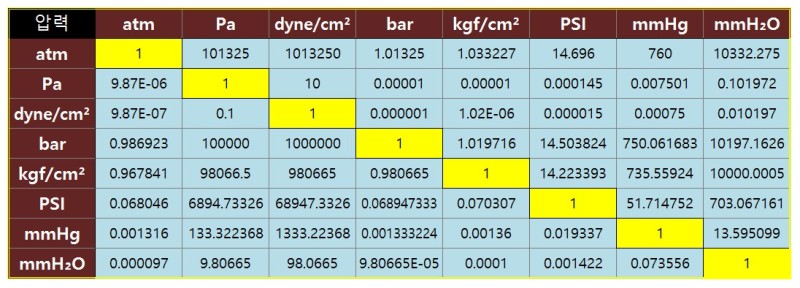 압력 atm Pa dyne/cm² bar kgf/cm² PSI mmHg mmH₂O
atm 1 101325 1013250 1.01325 1.033227 14.696 760 10332.275
Pa 9.87E-06 1 10 0.00001 0.00001 0.000145 0.007501 0.101972
dyne/cm² 9.87E-07 0.1 1 0.000001 1.02E-06 0.000015 0.00075 0.010197
bar 0.986923 100000 1000000 1 1.019716 14.503824 750.061683 10197.1626
kgf/cm² 0.967841 98066.5 980665 0.980665 1 14.223393 735.55924 10000.0005
PSI 0.068046 6894.73326 68947.3326 0.068947333 0.070307 1 51.714752 703.067161
mmHg 0.001316 133.322368 1333.22368 0.001333224 0.00136 0.019337 1 13.595099
mmH₂O 0.000097 9.80665 98.0665 9.80665E-05 0.0001 0.001422 0.073556 1